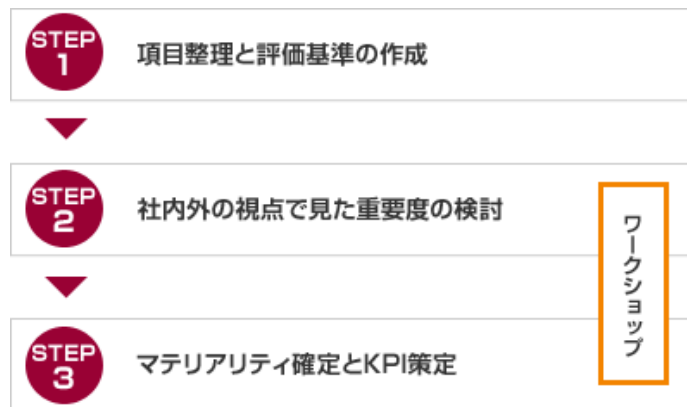 STEP
1
項目整理と評価基準の作成
STEP
2
社内外の視点で見た重要度の検討
ワークショップ
STEP
3
マテリアリティ確定とKPI策定